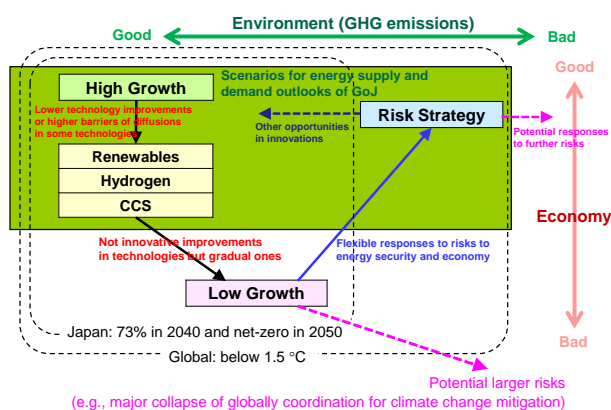 Environment (GHG emissions)
Good
Bad
High Growth
Scenarios for energy supply and
demand outlooks of GoJ
Good
Lower technology improvements
or higher barriers of diffusions
in some technologies
Risk Strategy
Other opportunities
in innovations
Potential responses
to further risks
Renewables
Hydrogen
CCS
Economy
Not innovative improvements
in technologies but gradual ones
Flexible responses to risks to
energy security and economy
Low Growth
Japan: 73% in 2040 and net-zero in 2050
Bad
Global: below 1.5 °C
Potential larger risks
(e.g., major collapse of globally coordination for climate change mitigation)